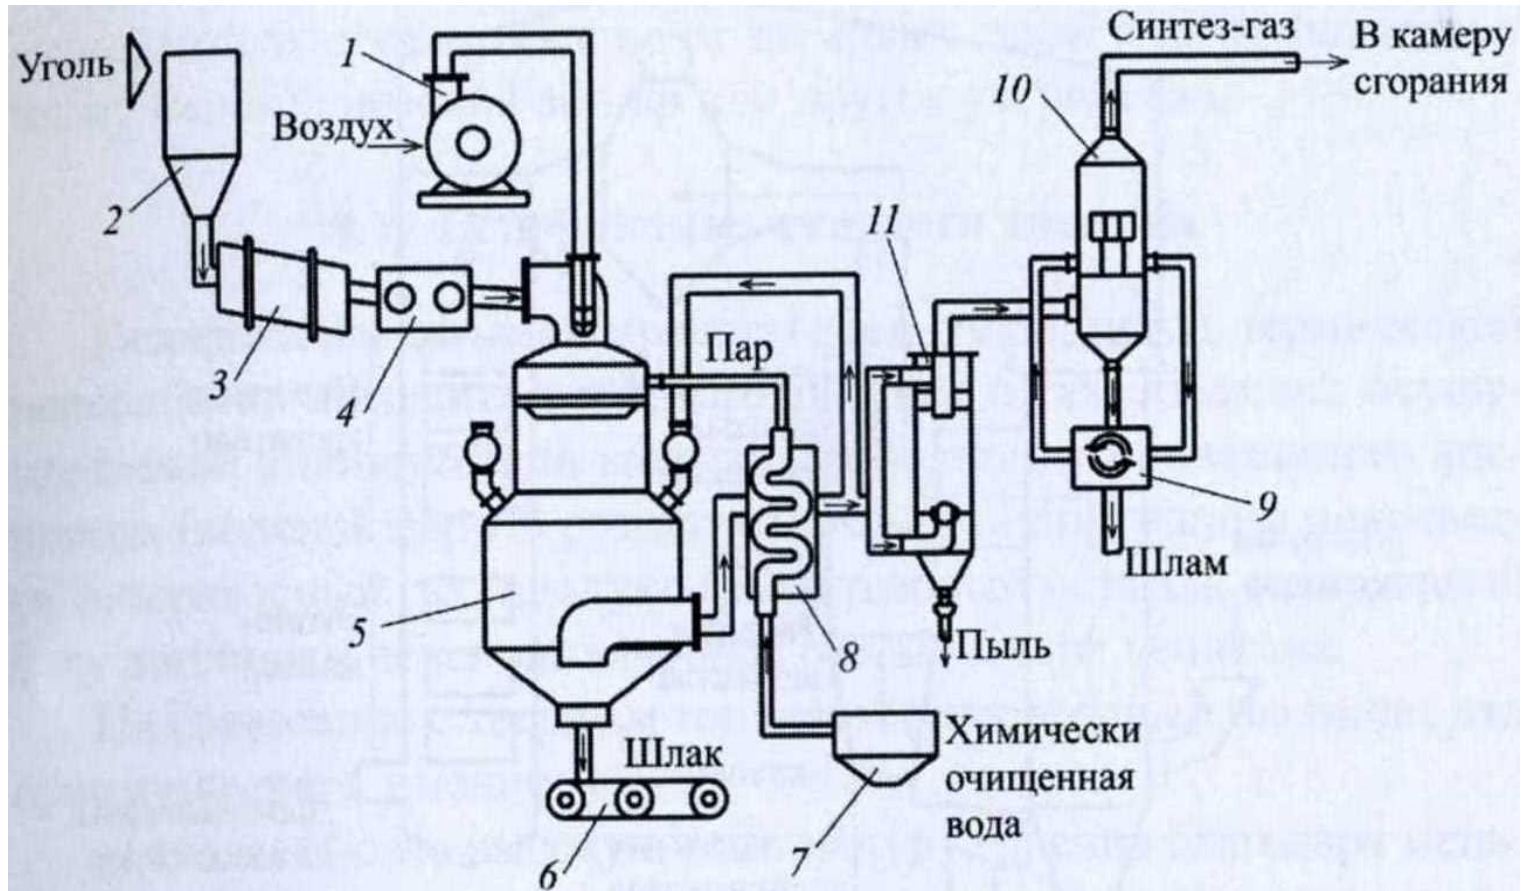 Уголь
2
3
4
1
Воздух
5
Шлак
6
Пар
8
Химически
очищенная
вода
7
11
Пыль
10
Синтез-газ
В камеру
сгорания
9
Шлам